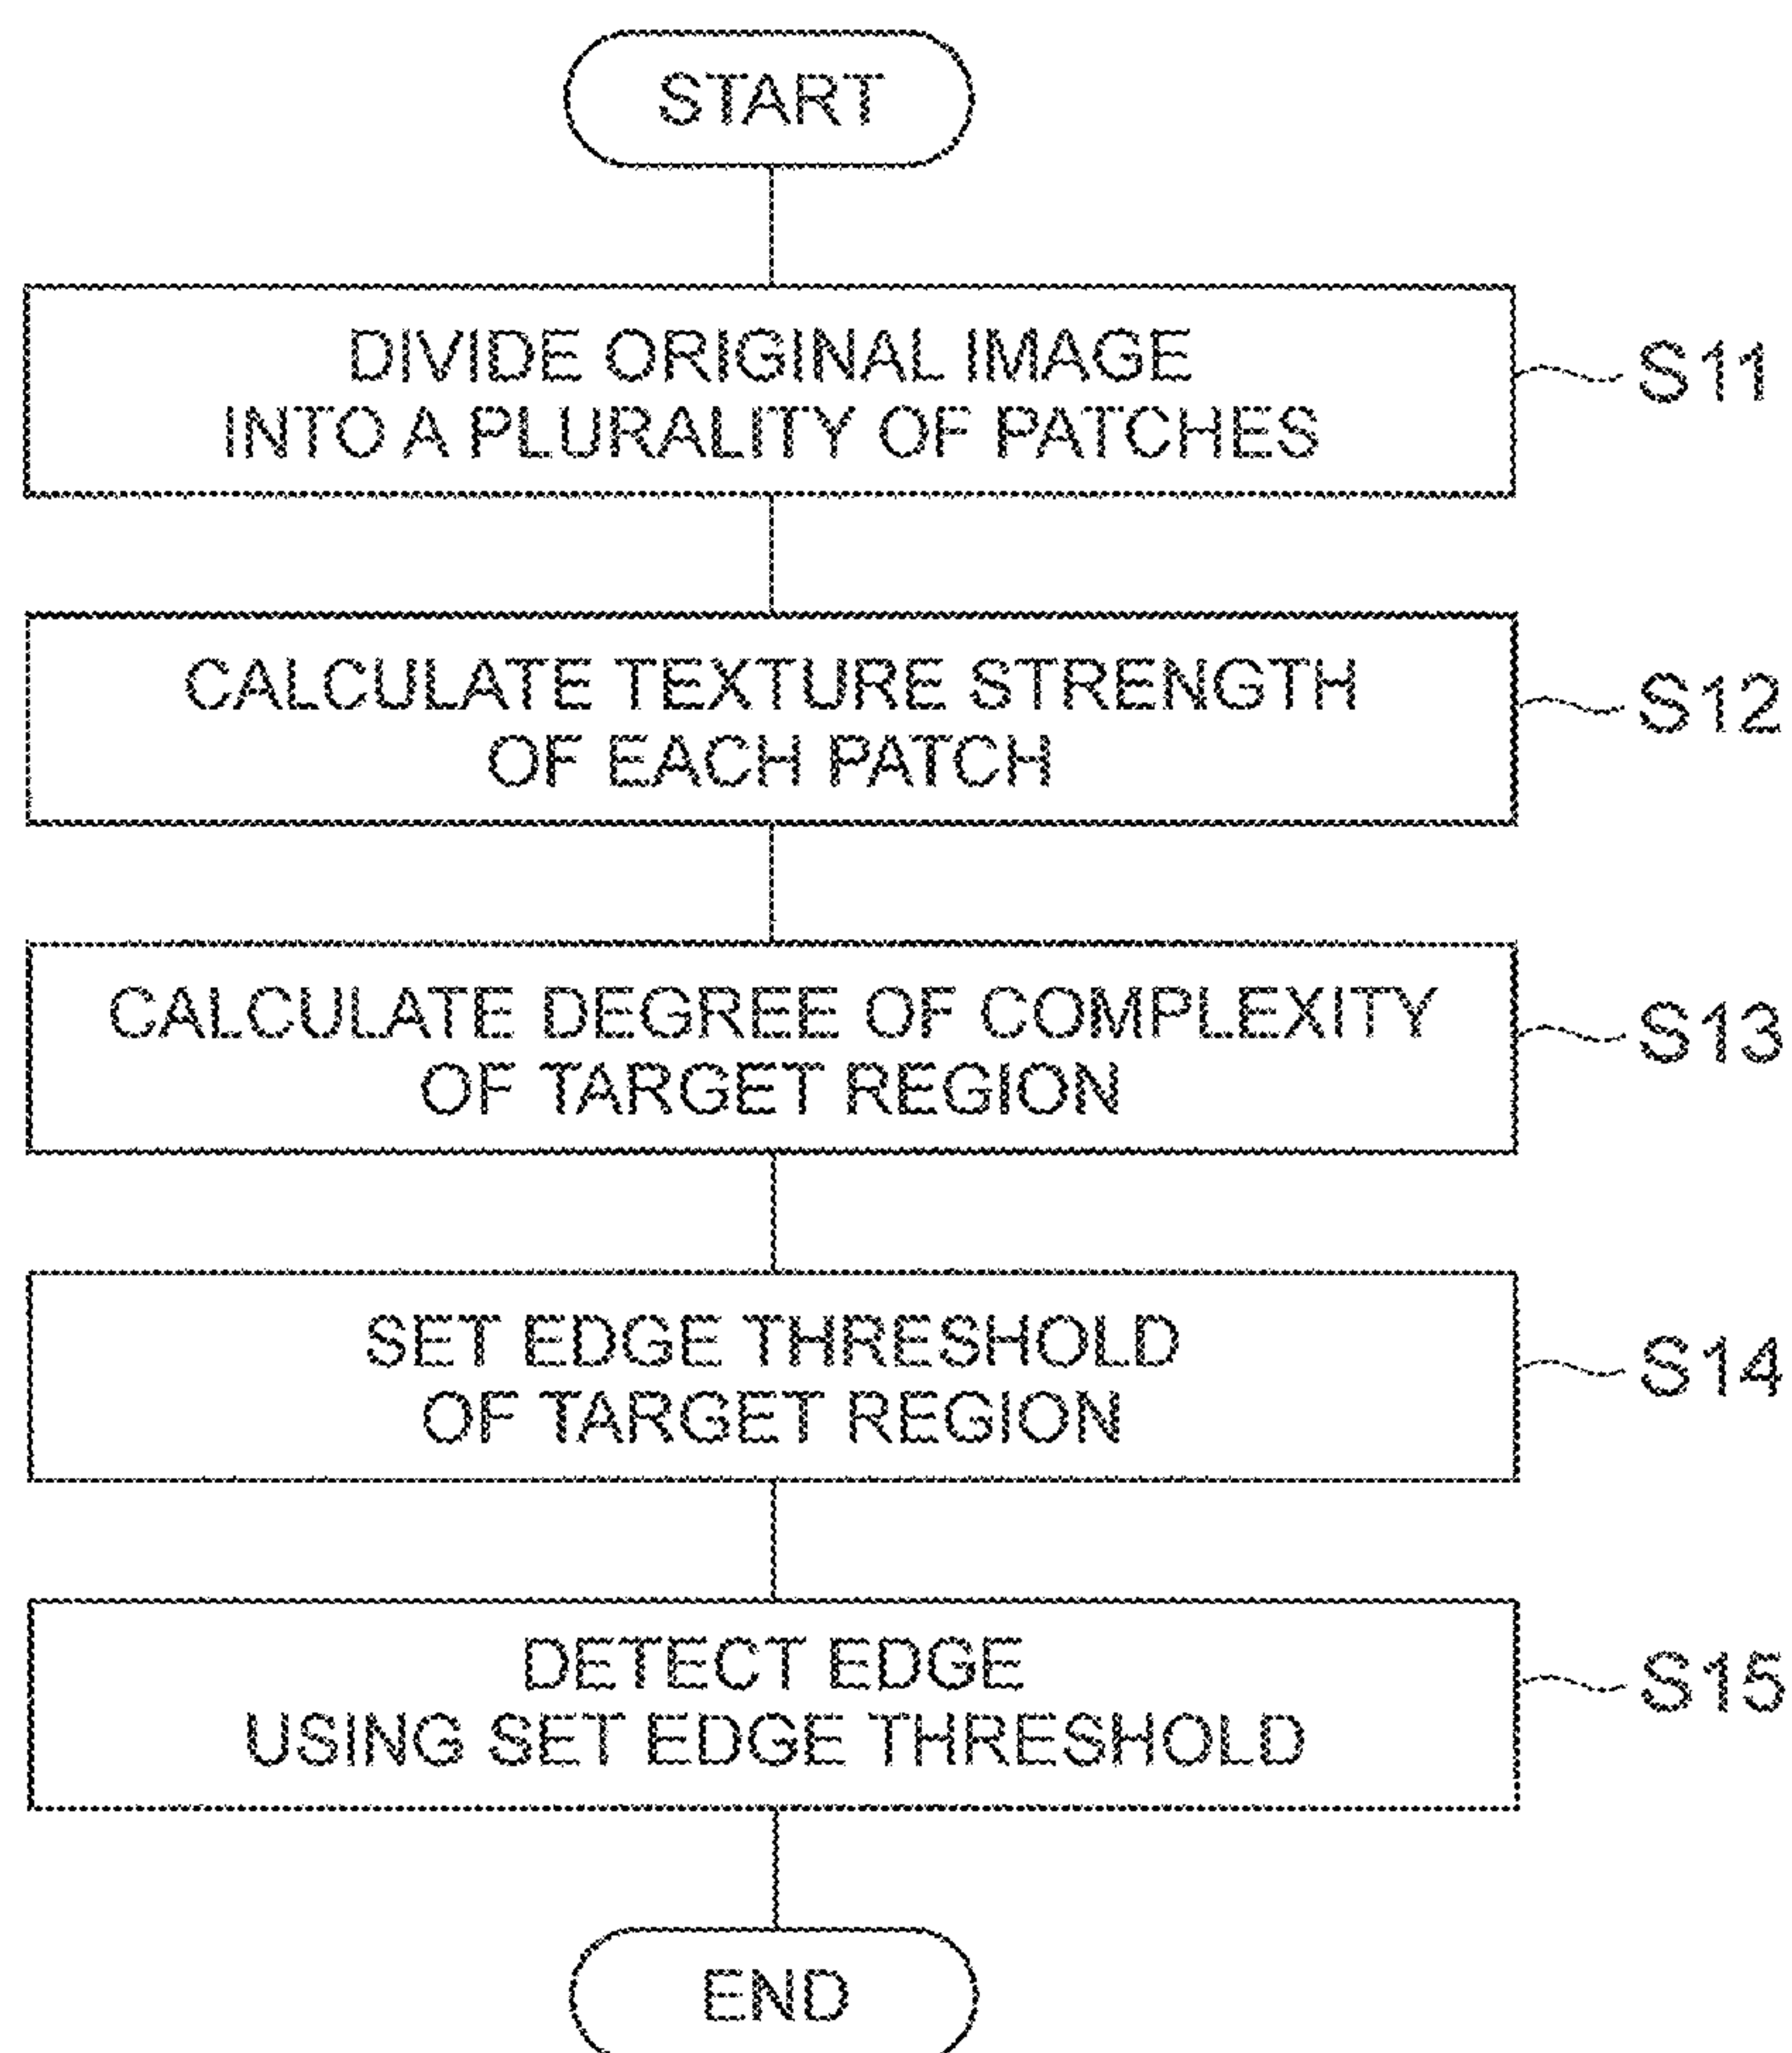 START
DIVIDE ORIGINAL IMAGE
INTO A PLURALITY OF PATCHES
S11
CALCULATE TEXTURE STRENGTH
OF EACH PATCH
S12
CALCULATE DEGREE OF COMPLEXITY
OF TARGET REGION
S13
SET EDGE THRESHOLD
OF TARGET REGION
S14
DETECT EDGE
USING SET EDGE THRESHOLD
S15
END